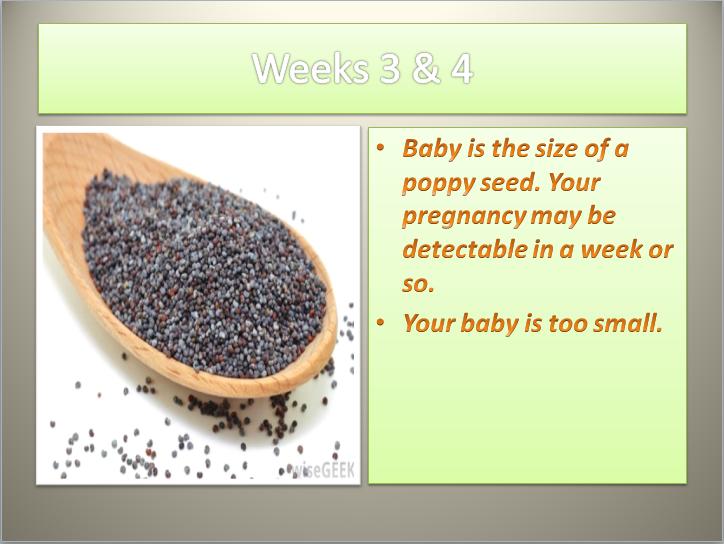 Weeks 3 & 4
• Baby is the size of a
poppy seed. Your
pregnancy may be
detectable in a week or
so.
• Your baby is too small.
wiseGEEK